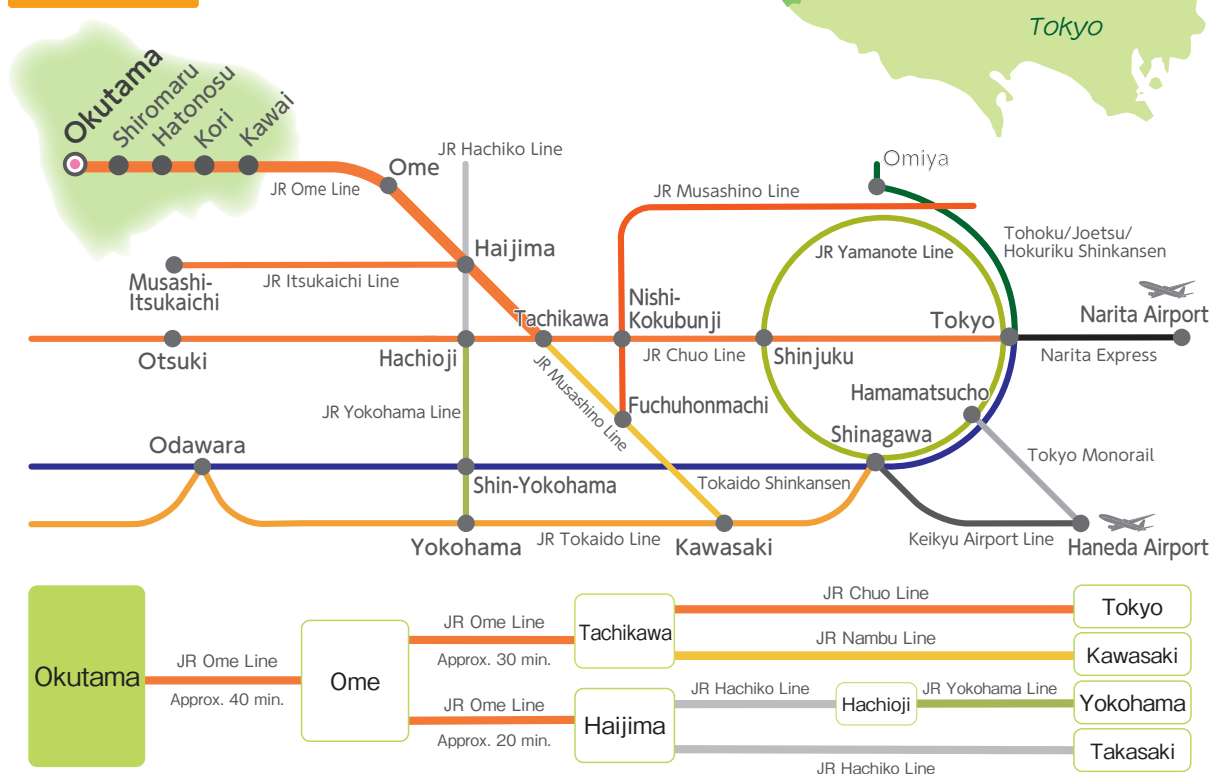 Tokyo
Okutama
Shiromaru
Hatonosu
Kori
Kawai
JR Ome Line
Ome
JR Hachiko Line
Haijima
Musashi-
Itsukaichi
JR Itsukaichi Line
Omiya
JR Musashino Line
JR Yamanote Line
Tohoku/Joetsu/
Hokuriku Shinkansen
Otsuki
Hachioji
Tachikawa
Nishi-
Kokubunji
JR Chuo Line
Shinjuku
Tokyo
Narita Airport
Narita Express
JR Yokohama Line
JR Musashino Line
Fuchuhonmachi
Hamamatsucho
Shinagawa
Tokyo Monorail
Odawara
Shin-Yokohama
Tokaido Shinkansen
Yokohama
JR Tokaido Line
Kawasaki
Keikyu Airport Line
Haneda Airport
Okutama
JR Ome Line
Approx. 40 min.
Ome
JR Ome Line
Approx. 30 min.
Tachikawa
JR Chuo Line
Tokyo
JR Nambu Line
Kawasaki
JR Ome Line
Approx. 20 min.
Haijima
JR Hachiko Line
Hachioji
JR Yokohama Line
Yokohama
JR Hachiko Line
Takasaki